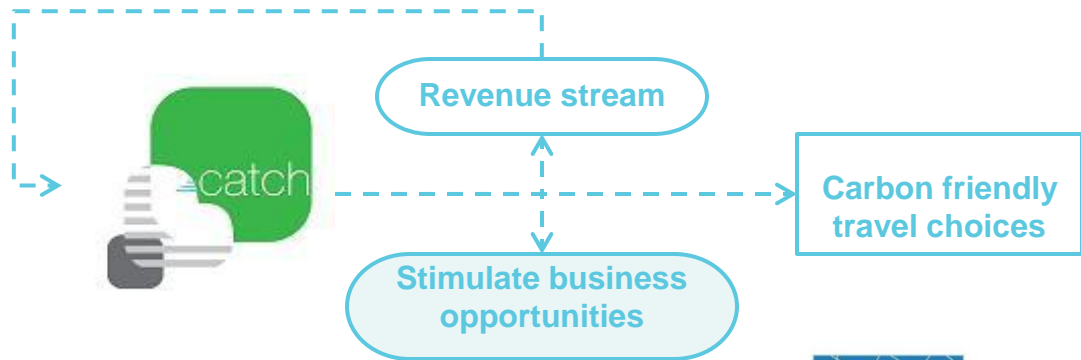 Revenue stream
catch
Carbon friendly
travel choices
Stimulate business
opportunities